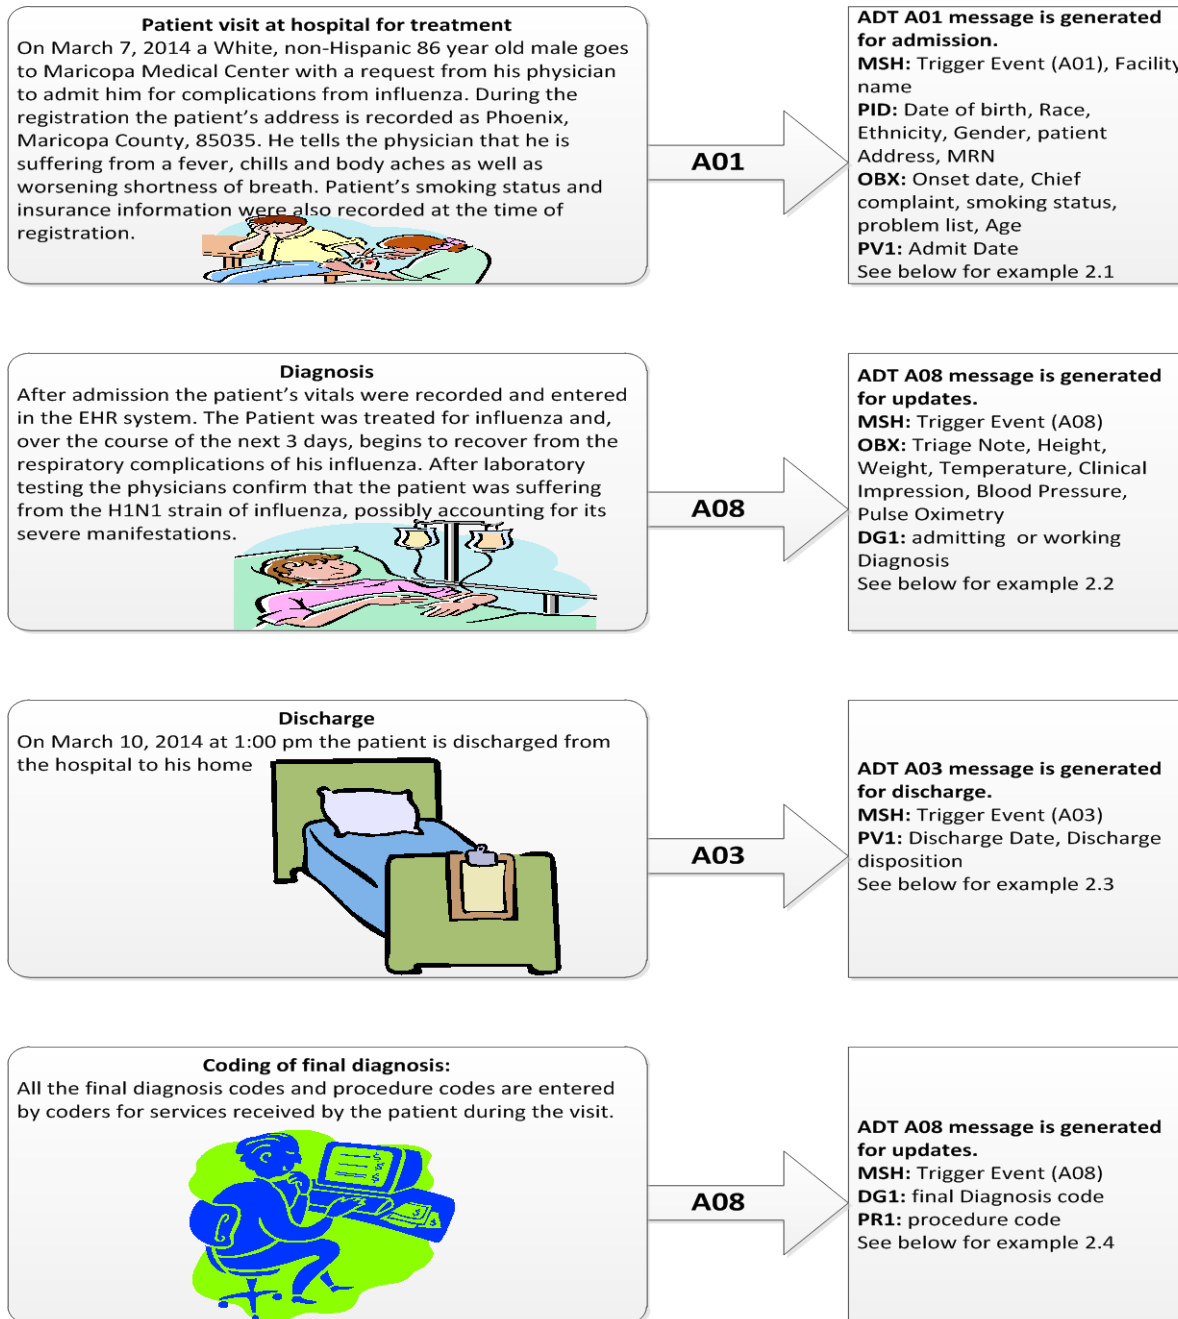 Patient visit at hospital for treatment
On March 7, 2014 a White, non-Hispanic 86 year old male goes
to Maricopa Medical Center with a request from his physician
to admit him for complications from influenza. During the
registration the patient's address is recorded as Phoenix,
Maricopa County, 85035. He tells the physician that he is
suffering from a fever, chills and body aches as well as
worsening shortness of breath. Patient's smoking status and
insurance information were also recorded at the time of
registration.
A01
ADT A01 message is generated
for admission.
MSH: Trigger Event (A01), Facility
name
PID: Date of birth, Race,
Ethnicity, Gender, patient
Address, MRN
OBX: Onset date, Chief
complaint, smoking status,
problem list, Age
PV1: Admit Date
See below for example 2.1
Diagnosis
After admission the patient's vitals were recorded and entered
in the EHR system. The Patient was treated for influenza and,
over the course of the next 3 days, begins to recover from the
respiratory complications of his influenza. After laboratory
testing the physicians confirm that the patient was suffering
from the H1N1 strain of influenza, possibly accounting for its
severe manifestations.
A08
ADT A08 message is generated
for updates.
MSH: Trigger Event (A08)
OBX: Triage Note, Height,
Weight, Temperature, Clinical
Impression, Blood Pressure,
Pulse Oximetry
DG1: admitting or working
Diagnosis
See below for example 2.2
Discharge
On March 10, 2014 at 1:00 pm the patient is discharged from
the hospital to his home
A03
ADT A03 message is generated
for discharge.
MSH: Trigger Event (A03)
PV1: Discharge Date, Discharge
disposition
See below for example 2.3
Coding of final diagnosis:
All the final diagnosis codes and procedure codes are entered
by coders for services received by the patient during the visit.
A08
ADT A08 message is generated
for updates.
MSH: Trigger Event (A08)
DG1: final Diagnosis code
PR1: procedure code
See below for example 2.4